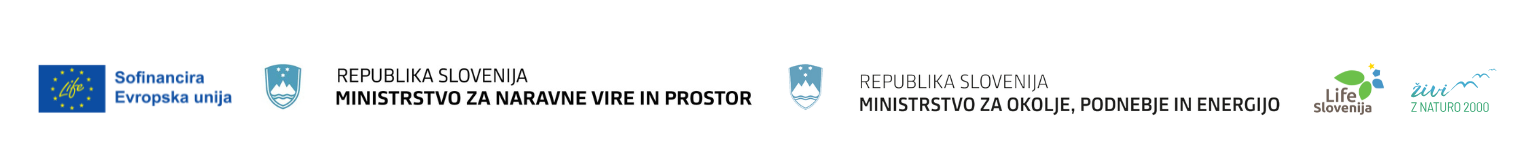 Life
Sofinancira
Evropska unija
REPUBLIKA SLOVENIJA
MINISTRSTVO ZA NARAVNE VIRE IN PROSTOR
REPUBLIKA SLOVENIJA
MINISTRSTVO ZA OKOLJE, PODNEBJE IN ENERGIJO
Life
Slovenija
živi
Z NATURO 2000